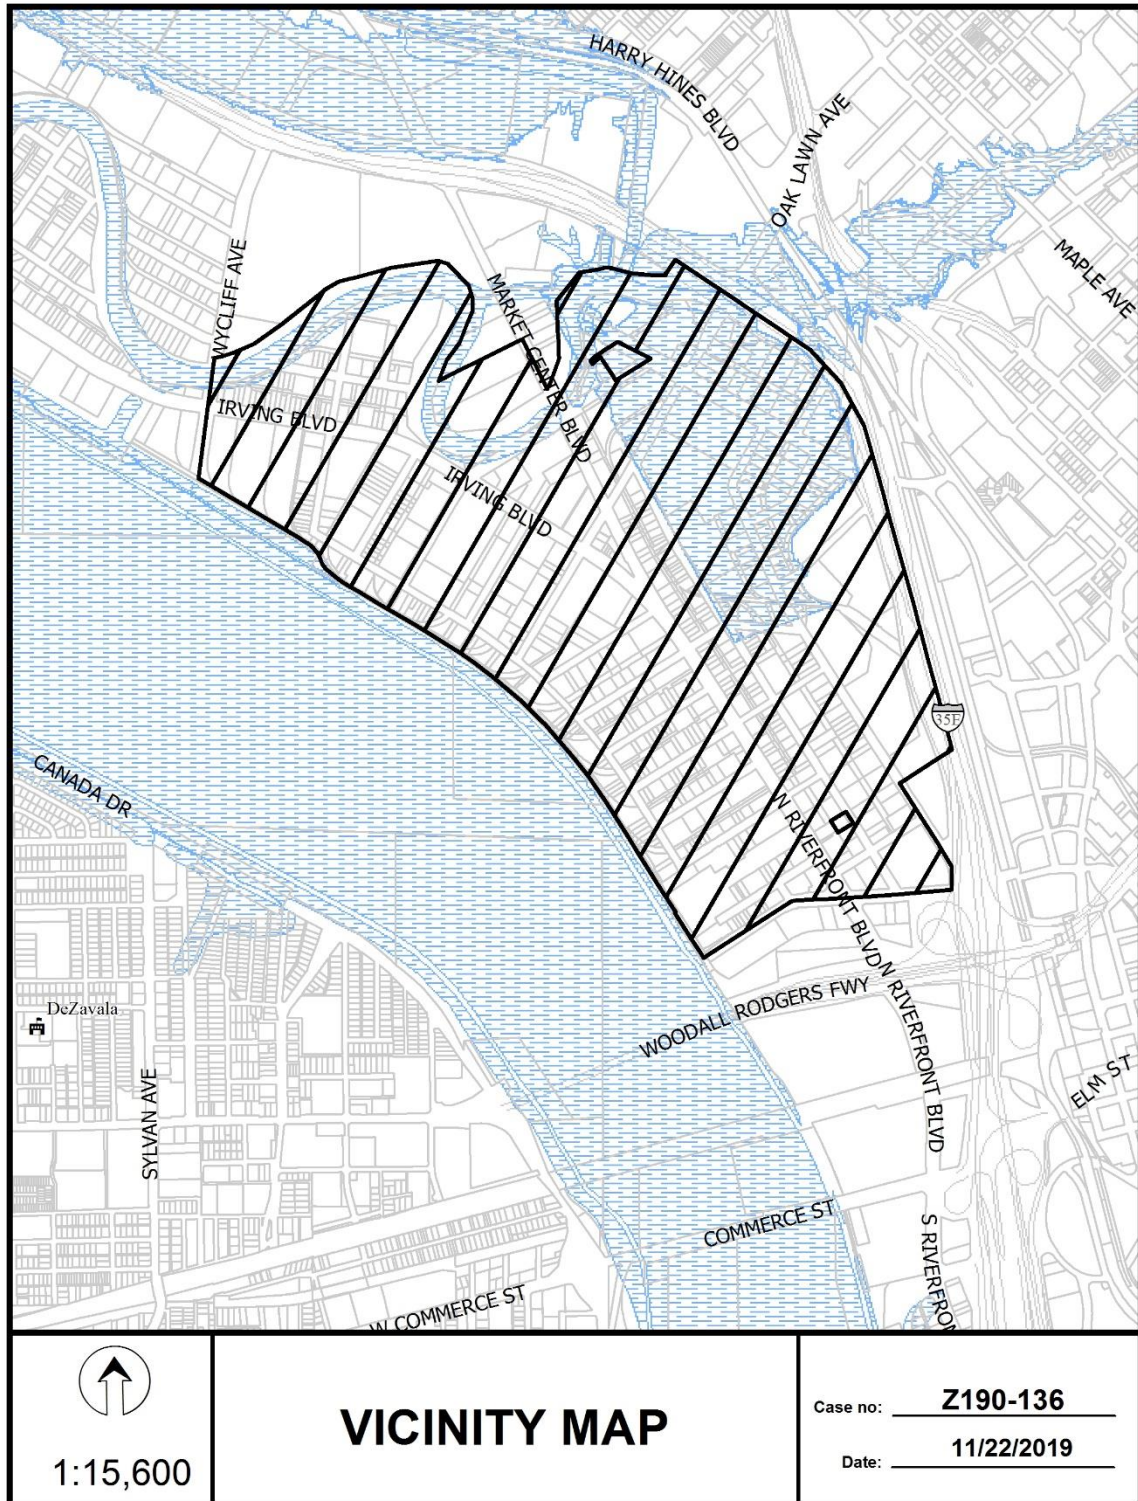 HARRY HINES BLVD
OAK LAWN AVE
MAPLE AVE
WYCLIFF AVE
MARKET CENTER BLVD
IRVING BLVD
IRVING BLVD
35E
CANADA DR
N RIVERFRONT BLVD
N RIVERFRONT BLVD
WOODALL RODGERS FWY
DeZavala
SYLVAN AVE
ELM ST
COMMERCE ST
S RIVERFRON
W COMMERCE ST
1:15,600
VICINITY MAP
Case no: Z190-136
Date: 11/22/2019